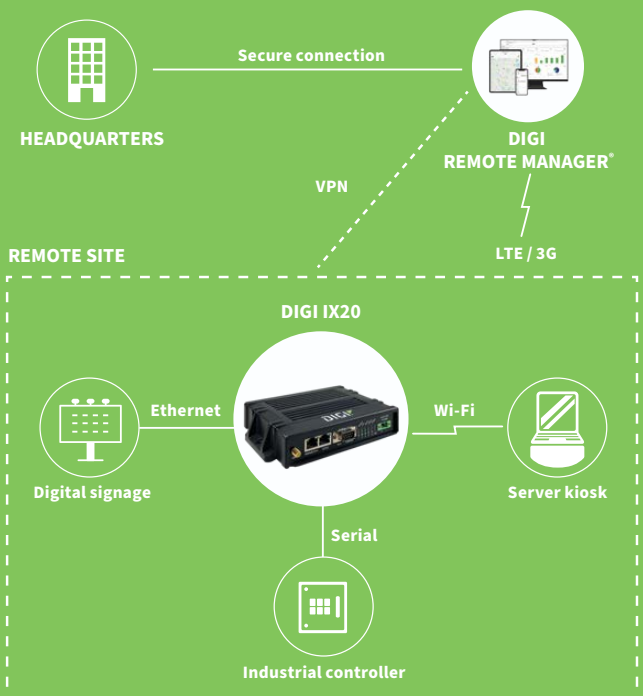 Secure connection
HEADQUARTERS
DIGI
REMOTE MANAGER®
VPN
LTE / 3G
REMOTE SITE
DIGI IX20
Ethernet
DIGI
Wi-Fi
Digital signage
Server kiosk
Serial
Industrial controller